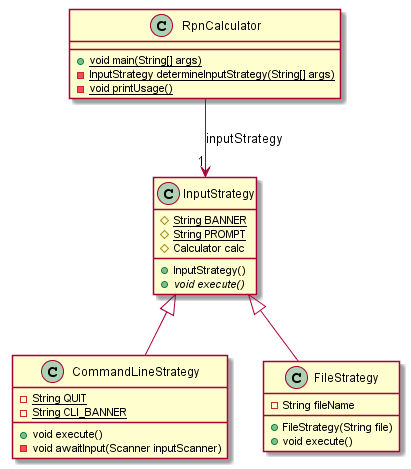 C RpnCalculator
void main(String[] args)
InputStrategy determineInputStrategy(String[] args)
void printUsage()
inputStrategy
1
C InputStrategy
String BANNER
String PROMPT
Calculator calc
InputStrategy()
void execute()
C CommandLineStrategy
String QUIT
String CLI_BANNER
void execute()
void awaitInput(Scanner inputScanner)
C FileStrategy
String fileName
FileStrategy(String file)
void execute()